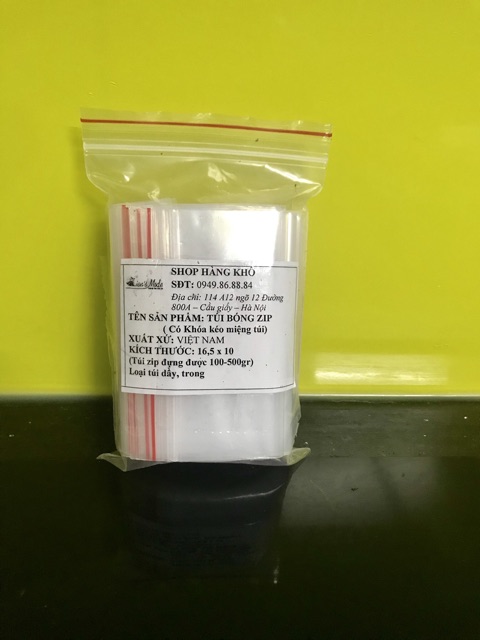 SHOP HÀNG KHÔ
SĐT: 0949.86.88.84
Địa chỉ: 114 A12 ngõ 12 Đường
800A – Cầu giấy – Hà Nội
TÊN SẢN PHẨM: TÚI BÓNG ZIP
( Có Khóa kéo miệng túi)
XUẤT XỨ: VIỆT NAM
KÍCH THƯỚC: 16,5 x 10
(Túi zip đựng được 100-500gr)
Loại túi dầy, trong